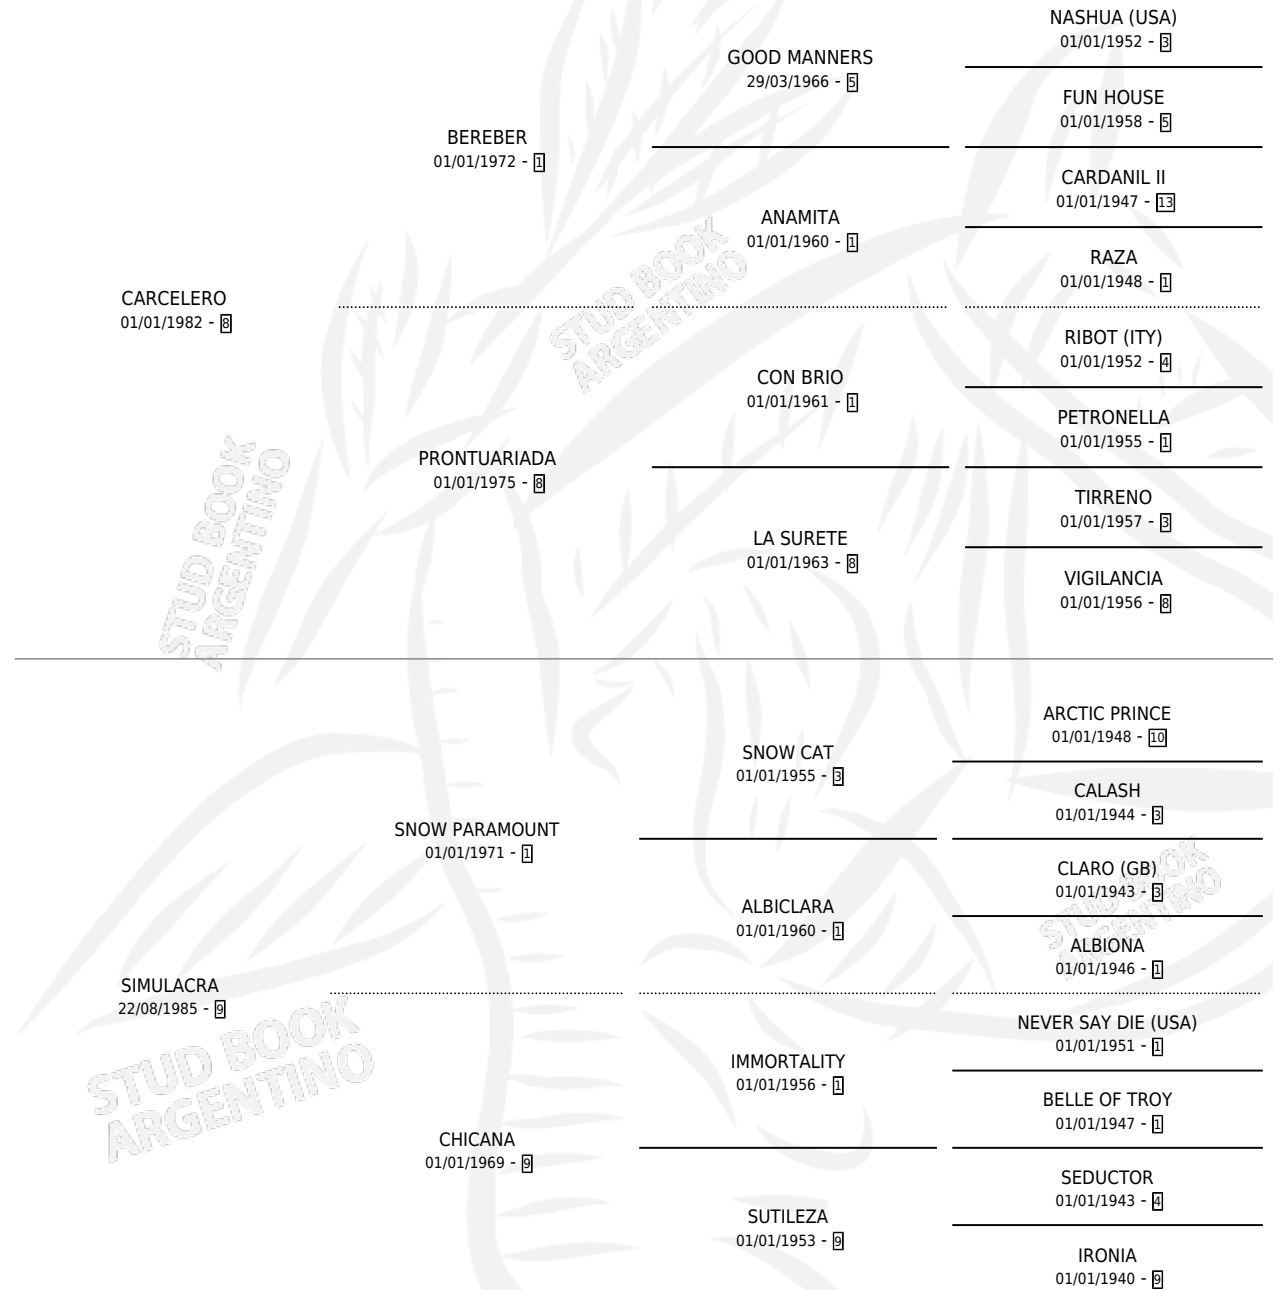 NASHUA (USA)
01/01/1952 - 3
GOOD MANNERS
29/03/1966 - 5
FUN HOUSE
01/01/1958 - 5
BEREBER
01/01/1972 - 1
CARDANIL II
01/01/1947 - 13
ANAMITA
01/01/1960 - 1
RAZA
01/01/1948 - 1
CARCELERO
01/01/1982 - 8
STUD BOOK
ARGENTINO
RIBOT (ITY)
01/01/1952 - 4
CON BRIO
01/01/1961 - 1
PETRONELLA
01/01/1955 - 1
PRONTUARIADA
01/01/1975 - 8
TIRRENO
01/01/1957 - 3
LA SURETE
01/01/1963 - 8
VIGILANCIA
01/01/1956 - 8
STUD BOOK
ARGENTINO
ARCTIC PRINCE
01/01/1948 - 10
SNOW CAT
01/01/1955 - 3
CALASH
01/01/1944 - 3
SNOW PARAMOUNT
01/01/1971 - 1
CLARO (GB)
01/01/1943 - 3
ALBICLARA
01/01/1960 - 1
STUD BOOK
ARGENTINO
ALBIONA
01/01/1946 - 1
SIMULACRA
22/08/1985 - 9
NEVER SAY DIE (USA)
01/01/1951 - 1
IMMORTALITY
01/01/1956 - 1
STUD BOOK
ARGENTINO
BELLE OF TROY
01/01/1947 - 1
CHICANA
01/01/1969 - 9
SEDUCTOR
01/01/1943 - 4
SUTILEZA
01/01/1953 - 9
IRONIA
01/01/1940 - 9